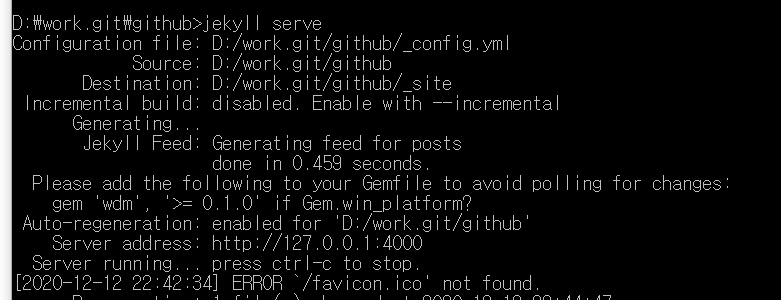 D:₩work.git₩github>jekyll serve
Configuration file: D:/work.git/github/_config.yml
Source: D:/work.git/github
Destination: D:/work.git/github/_site
Incremental build: disabled. Enable with --incremental
Generating...
Jekyll Feed: Generating feed for posts
done in 0.459 seconds.
Please add the following to your Gemfile to avoid polling for changes:
gem 'wdm', '>= 0.1.0' if Gem.win_platform?
Auto-regeneration: enabled for 'D:/work.git/github'
Server address: http://127.0.0.1:4000
Server running... press ctrl-c to stop.
[2020-12-12 22:42:34] ERROR `/favicon.ico' not found.